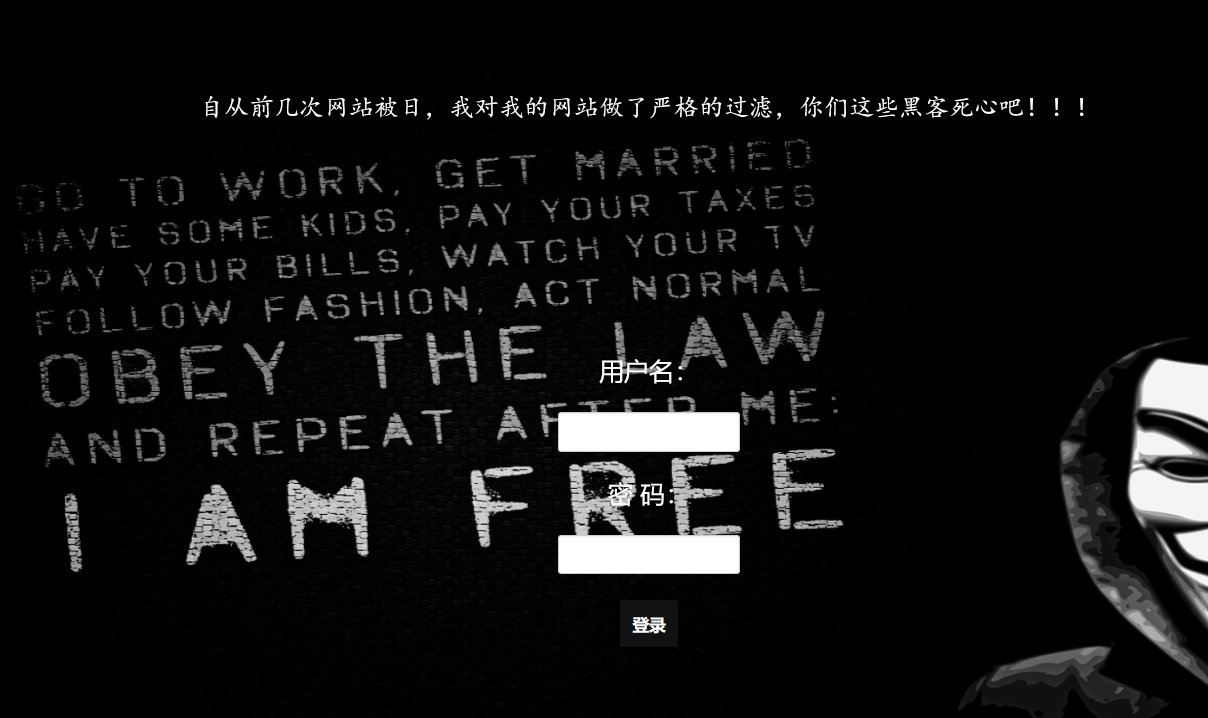 自从前几次网站被日，我对我的网站做了严格的过滤，你们这些黑客死心吧！！！
GO TO WORK, GET MARRIED
HAVE SOME KIDS, PAY YOUR TAXES
PAY YOUR BILLS, WATCH YOUR TV
FOLLOW FASHION, ACT NORMAL
OBEY THE LAW
AND REPEAT AFTER ME:
I AM FREE
用户名:
密 码:
登录